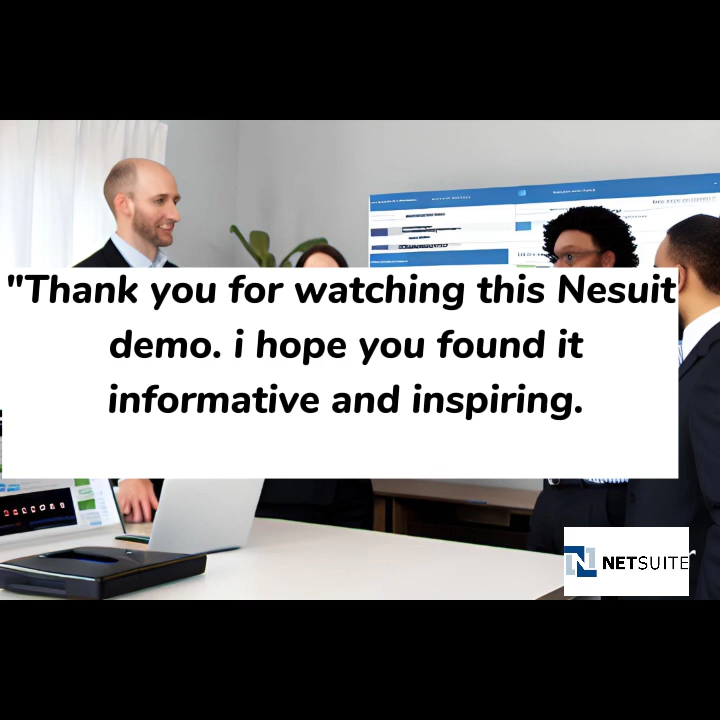 "Thank you for watching this Nesuit
demo. i hope you found it
informative and inspiring.
NETSUITE